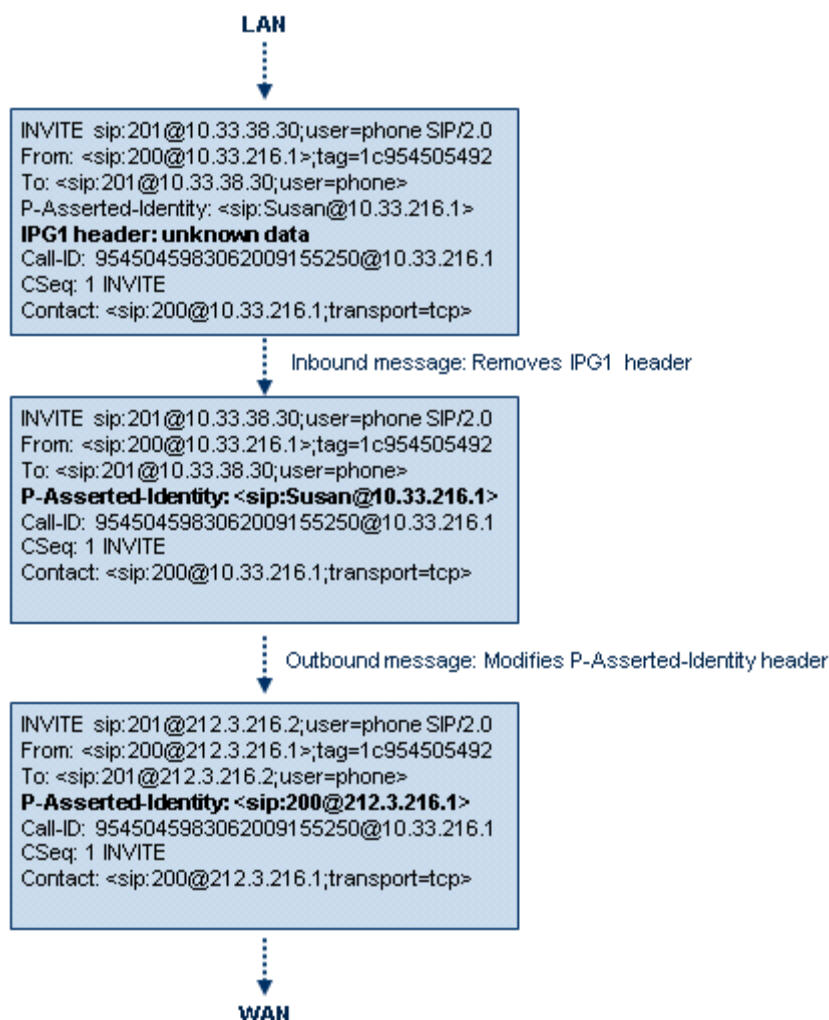 LAN
INVITE sip:201@10.33.38.30;user=phone SIP/2.0
From: <sip:200@10.33.216.1>;tag=1c954505492
To: <sip:201@10.33.38.30;user=phone>
P-Asserted-Identity: <sip:Susan@10.33.216.1>
IPG1 header: unknown data
Call-ID: 95450459830620091​55250@10.33.216.1
CSeq: 1 INVITE
Contact: <sip:200@10.33.216.1;transport=tcp>
Inbound message: Removes IPG1 header
INVITE sip:201@10.33.38.30;user=phone SIP/2.0
From: <sip:200@10.33.216.1>;tag=1c954505492
To: <sip:201@10.33.38.30;user=phone>
P-Asserted-Identity: <sip:Susan@10.33.216.1>
Call-ID: 9545045983062009155250@10.33.216.1
CSeq: 1 INVITE
Contact: <sip:200@10.33.216.1;transport=tcp>
Outbound message: Modifies P-Asserted-Identity header
INVITE sip:201@212.3.216.2;user=phone SIP/2.0
From: <sip:200@212.3.216.1>;tag=1c954505492
To: <sip:201@212.3.216.2;user=phone>
P-Asserted-Identity: <sip:200@212.3.216.1>
Call-ID: 9545045983062009155250@10.33.216.1
CSeq: 1 INVITE
Contact: <sip:200@212.3.216.1;transport=tcp>
WAN